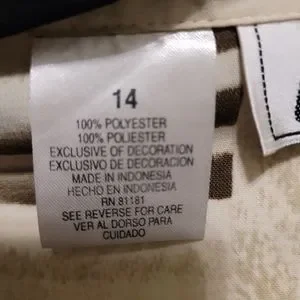 14
100% POLYESTER
100% POLIESTER
EXCLUSIVE OF DECORATION
EXCLUSIVO DE DECORACION
MADE IN INDONESIA
HECHO EN INDONESIA
RN 81181
SEE REVERSE FOR CARE
VER AL DORSO PARA
CUIDADO